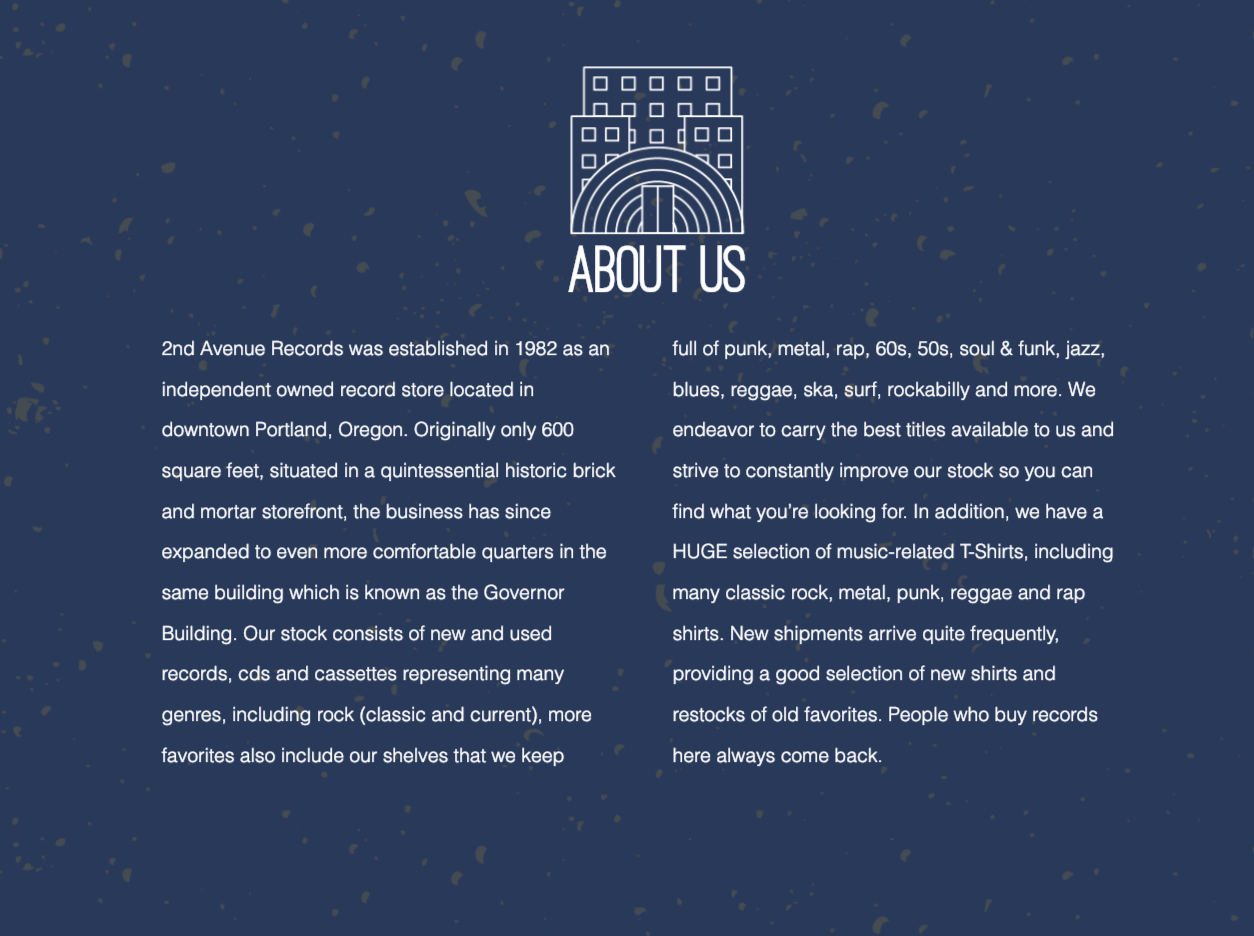 ABOUT US
2nd Avenue Records was established in 1982 as an
independent owned record store located in
downtown Portland, Oregon. Originally only 600
square feet, situated in a quintessential historic brick
and mortar storefront, the business has since
expanded to even more comfortable quarters in the
same building which is known as the Governor
Building. Our stock consists of new and used
records, cds and cassettes representing many
genres, including rock (classic and current), more
favorites also include our shelves that we keep
full of punk, metal, rap, 60s, 50s, soul & funk, jazz,
blues, reggae, ska, surf, rockabilly and more. We
endeavor to carry the best titles available to us and
strive to constantly improve our stock so you can
find what you're looking for. In addition, we have a
HUGE selection of music-related T-Shirts, including
many classic rock, metal, punk, reggae and rap
shirts. New shipments arrive quite frequently,
providing a good selection of new shirts and
restocks of old favorites. People who buy records
here always come back.